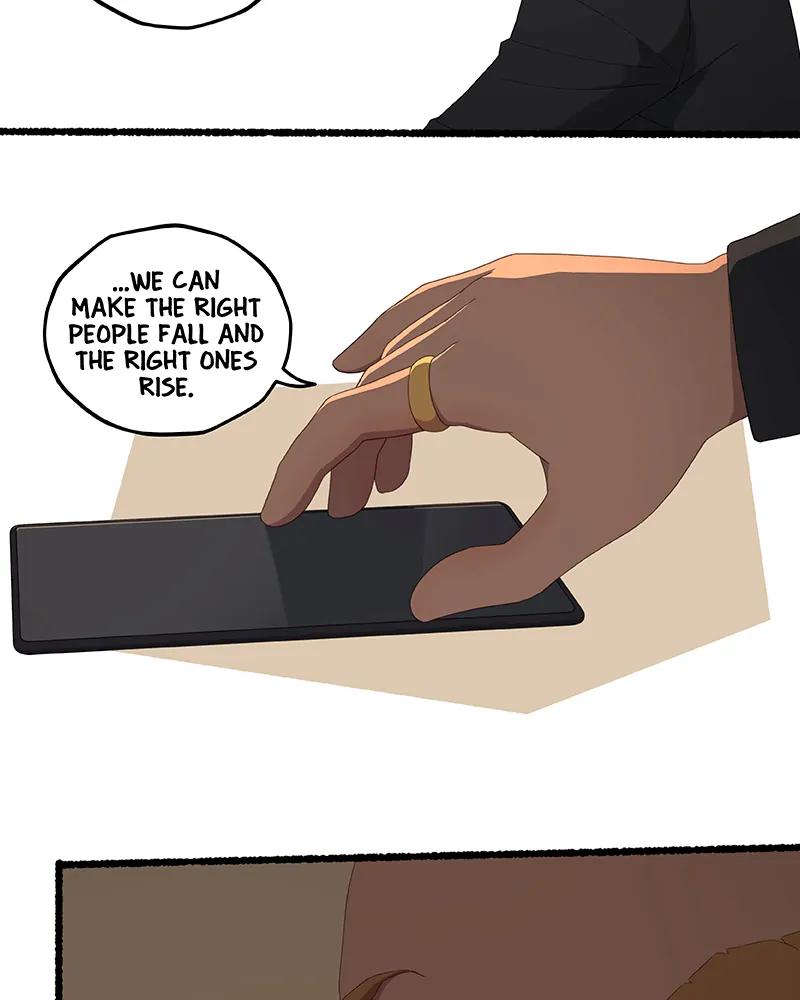 ...WE CAN
MAKE THE RIGHT
PEOPLE FALL AND
THE RIGHT ONES
RISE.